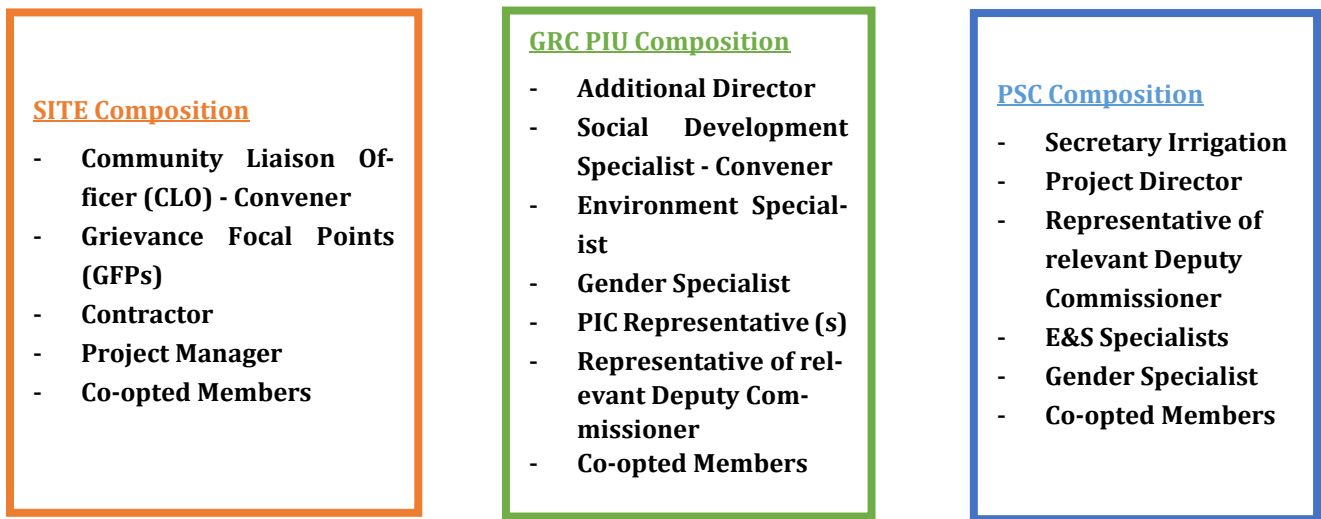 SITE Composition
- Community Liaison Of-
ficer (CLO) - Convener
- Grievance Focal Points
(GFPs)
- Contractor
- Project Manager
- Co-opted Members
GRC PIU Composition
- Additional Director
- Social Development
Specialist - Convener
- Environment Special-
ist
- Gender Specialist
- PIC Representative (s)
- Representative of rel-
evant Deputy Com-
missioner
- Co-opted Members
PSC Composition
- Secretary Irrigation
- Project Director
- Representative of
relevant Deputy
Commissioner
- E&S Specialists
- Gender Specialist
- Co-opted Members